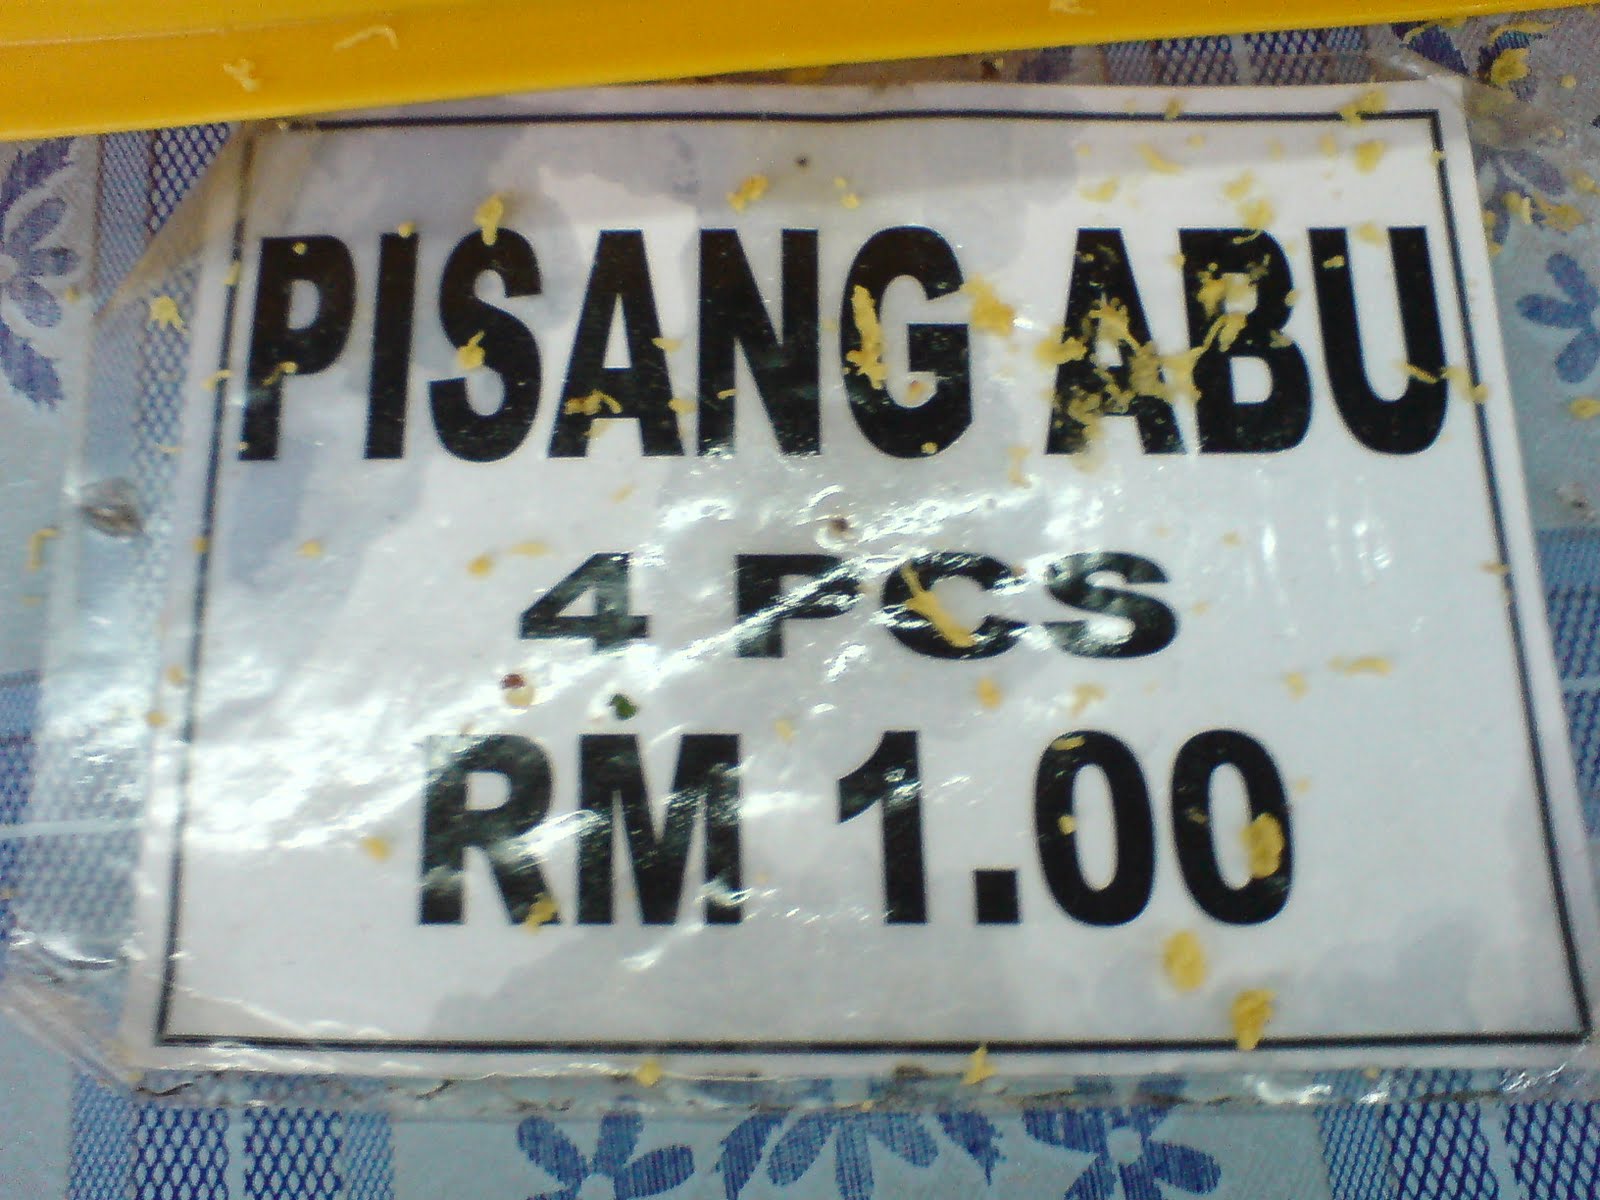 PISANG ABU
4 PCS
RM 1.00